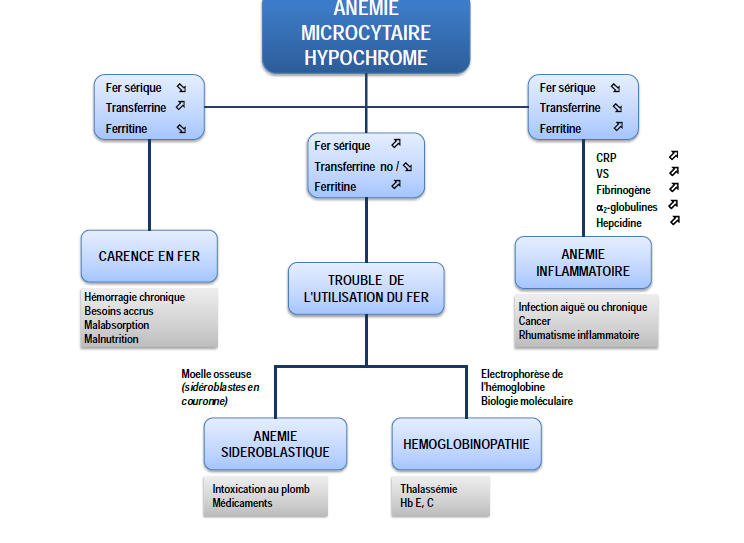 ANEMIE
MICROCYTAIRE
HYPOCHROME
Fer sérique ⇘
Transferrine ⇗
Ferritine ⇘
Fer sérique ⇗
Transferrine no / ⇘
Ferritine ⇗
Fer sérique ⇘
Transferrine ⇘
Ferritine ⇗
CRP ⇗
VS ⇗
Fibrinogène ⇗
α₂-globulines ⇗
Hepcidine ⇗
CARENCE EN FER
Hémorragie chronique
Besoins accrus
Malabsorption
Malnutrition
TROUBLE DE
L'UTILISATION DU FER
ANEMIE
INFLAMMATOIRE
Infection aiguë ou chronique
Cancer
Rhumatisme inflammatoire
Moelle osseuse
(sidéroblastes en
couronne)
Electrophorèse de
l'hémoglobine
Biologie moléculaire
ANEMIE
SIDEROBLASTIQUE
Intoxication au plomb
Médicaments
HEMOGLOBINOPATHIE
Thalassémie
Hb E, C